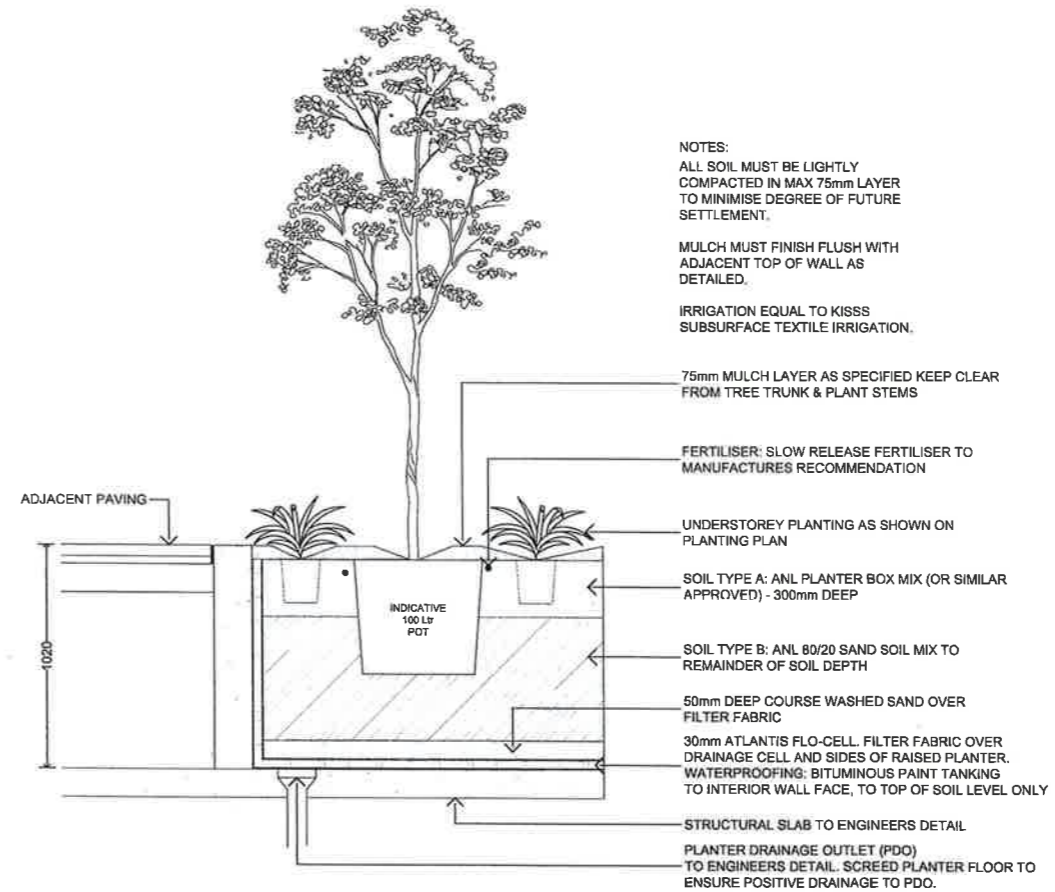 NOTES:
ALL SOIL MUST BE LIGHTLY
COMPACTED IN MAX 75mm LAYER
TO MINIMISE DEGREE OF FUTURE
SETTLEMENT.
MULCH MUST FINISH FLUSH WITH
ADJACENT TOP OF WALL AS
DETAILED.
IRRIGATION EQUAL TO KISSS
SUBSURFACE TEXTILE IRRIGATION.
75mm MULCH LAYER AS SPECIFIED KEEP CLEAR
FROM TREE TRUNK & PLANT STEMS
FERTILISER: SLOW RELEASE FERTILISER TO
MANUFACTURES RECOMMENDATION
ADJACENT PAVING
UNDERSTOREY PLANTING AS SHOWN ON
PLANTING PLAN
SOIL TYPE A: ANL PLANTER BOX MIX (OR SIMILAR
APPROVED) - 300mm DEEP
INDICATIVE
100 Ltr
POT
1020
SOIL TYPE B: ANL 80/20 SAND SOIL MIX TO
REMAINDER OF SOIL DEPTH
50mm DEEP COURSE WASHED SAND OVER
FILTER FABRIC
30mm ATLANTIS FLO-CELL. FILTER FABRIC OVER
DRAINAGE CELL AND SIDES OF RAISED PLANTER.
WATERPROOFING: BITUMINOUS PAINT TANKING
TO INTERIOR WALL FACE, TO TOP OF SOIL LEVEL ONLY
STRUCTURAL SLAB TO ENGINEERS DETAIL
PLANTER DRAINAGE OUTLET (PDO)
TO ENGINEERS DETAIL. SCREED PLANTER FLOOR TO
ENSURE POSITIVE DRAINAGE TO PDO.